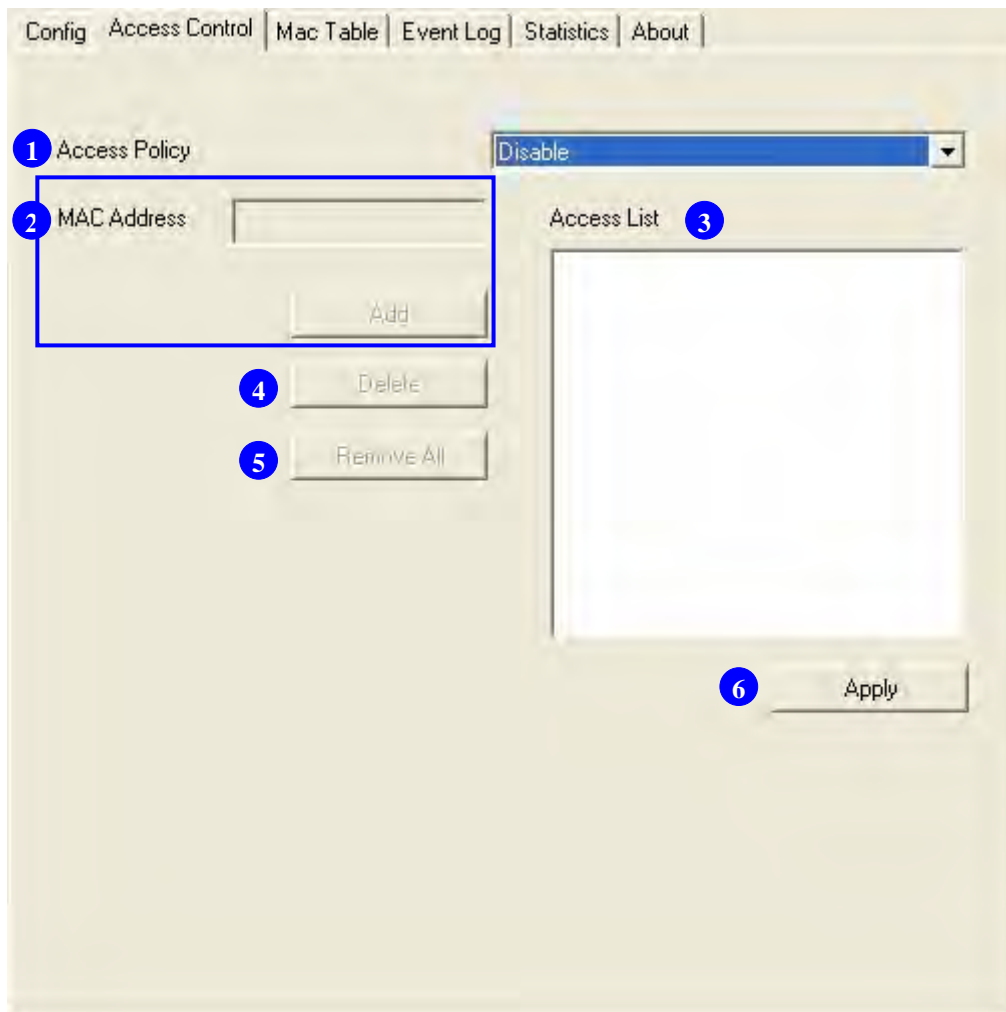 Config Access Control Mac Table Event Log Statistics About
1 Access Policy Disable
2 MAC Address
Access List 3
Add
4 Delete
5 Remove All
6 Apply